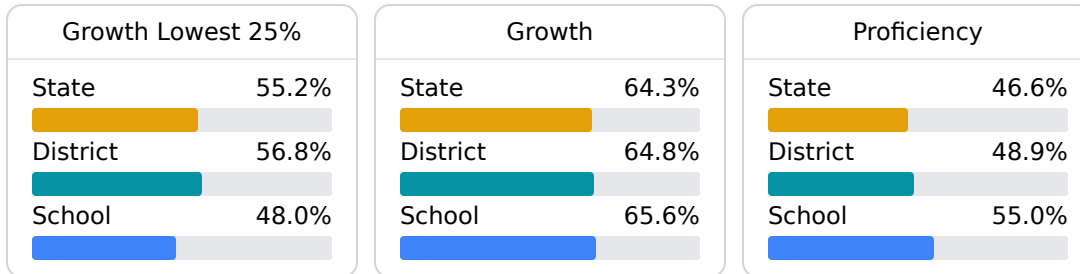 Growth Lowest 25%
State 55.2%
District 56.8%
School 48.0%
Growth
State 64.3%
District 64.8%
School 65.6%
Proficiency
State 46.6%
District 48.9%
School 55.0%